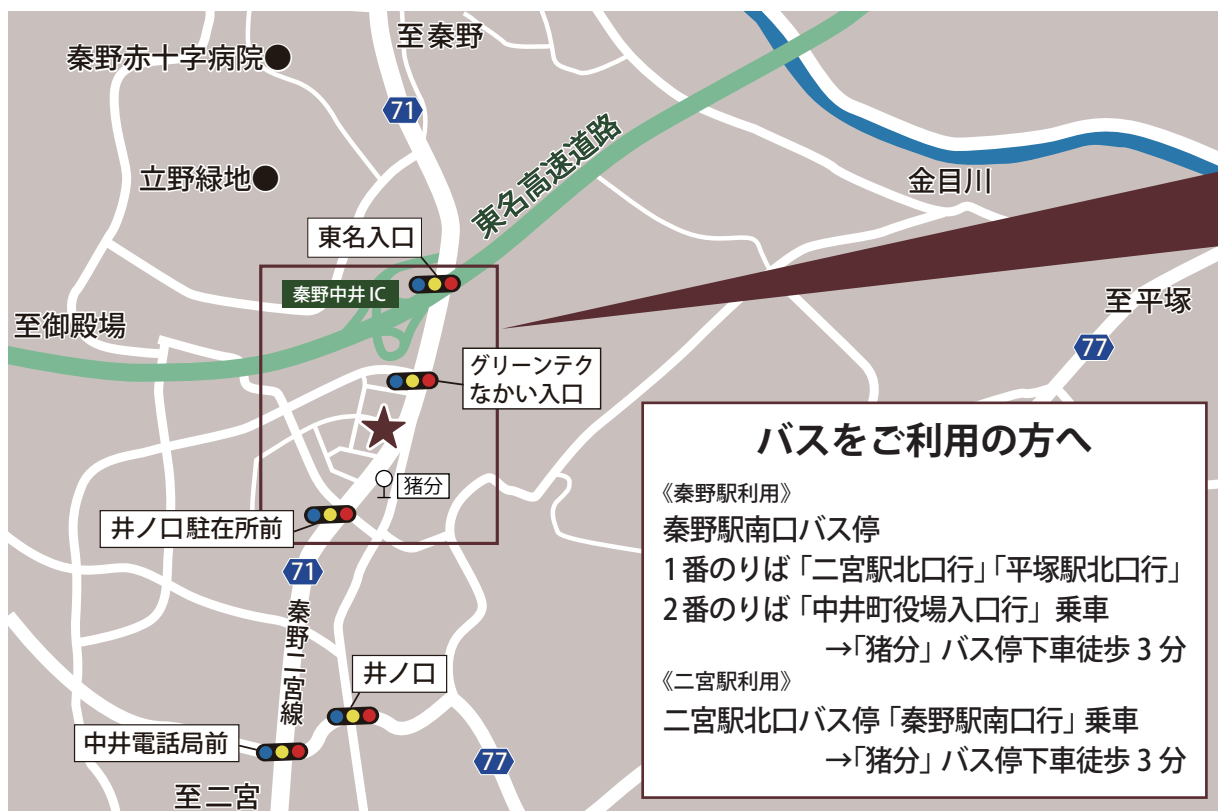 至秦野
秦野赤十字病院
71
立野緑地
東名高速道路
金目川
東名入口
秦野中井IC
至御殿場
至平塚
77
グリーンテク
なかい入口
猪分
井ノ口駐在所前
71
秦野二宮線
井ノ口
中井電話局前
77
至二宮
バスをご利用の方へ
《秦野駅利用》
秦野駅南口バス停
1番のりば「二宮駅北口行」「平塚駅北口行」
2番のりば「中井町役場入口行」乗車
→「猪分」バス停下車徒歩3分
《二宮駅利用》
二宮駅北口バス停「秦野駅南口行」乗車
→「猪分」バス停下車徒歩3分